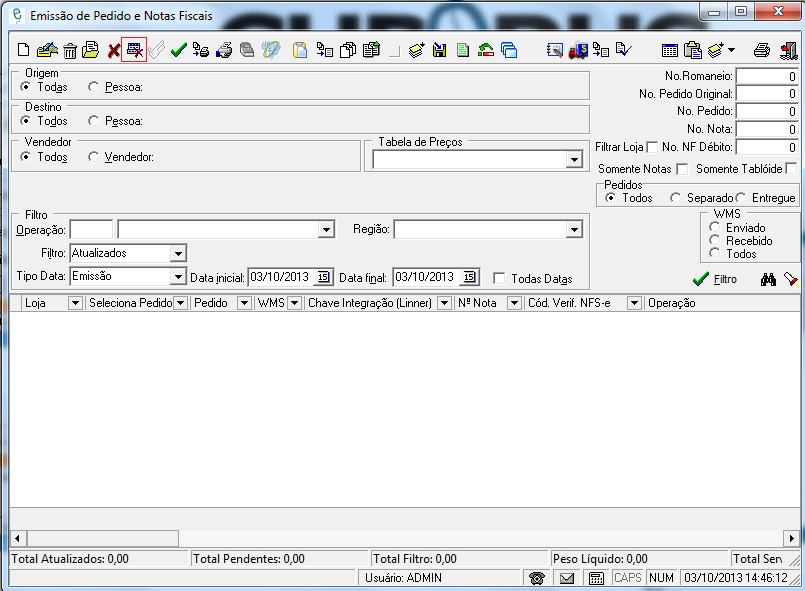 Emissão de Pedido e Notas Fiscais
Origem
Todas Pessoa:
Destino
Todos Pessoa:
Vendedor
Todos Vendedor:
Tabela de Preços
No.Romaneio: 0
No. Pedido Original: 0
No. Pedido: 0
No. Nota: 0
Filtrar Loja No. NF Débito: 0
Somente Notas Somente Tablóide
Pedidos
Todos Separado Entregue
WMS
Enviado
Recebido
Todos
Filtro
Operação: Região:
Filtro: Atualizados
Tipo Data: Emissão Data inicial: 03/10/2013 15 Data final: 03/10/2013 15 Todas Datas
Filtro
Loja Seleciona Pedido Pedido WMS Chave Integração (Linner) Nº Nota Cód. Verif. NFS-e Operação
Total Atualizados: 0,00 Total Pendentes: 0,00 Total Filtro: 0,00 Peso Líquido: 0,00 Total Serv
Usuário: ADMIN CAPS NUM 03/10/2013 14:46:12